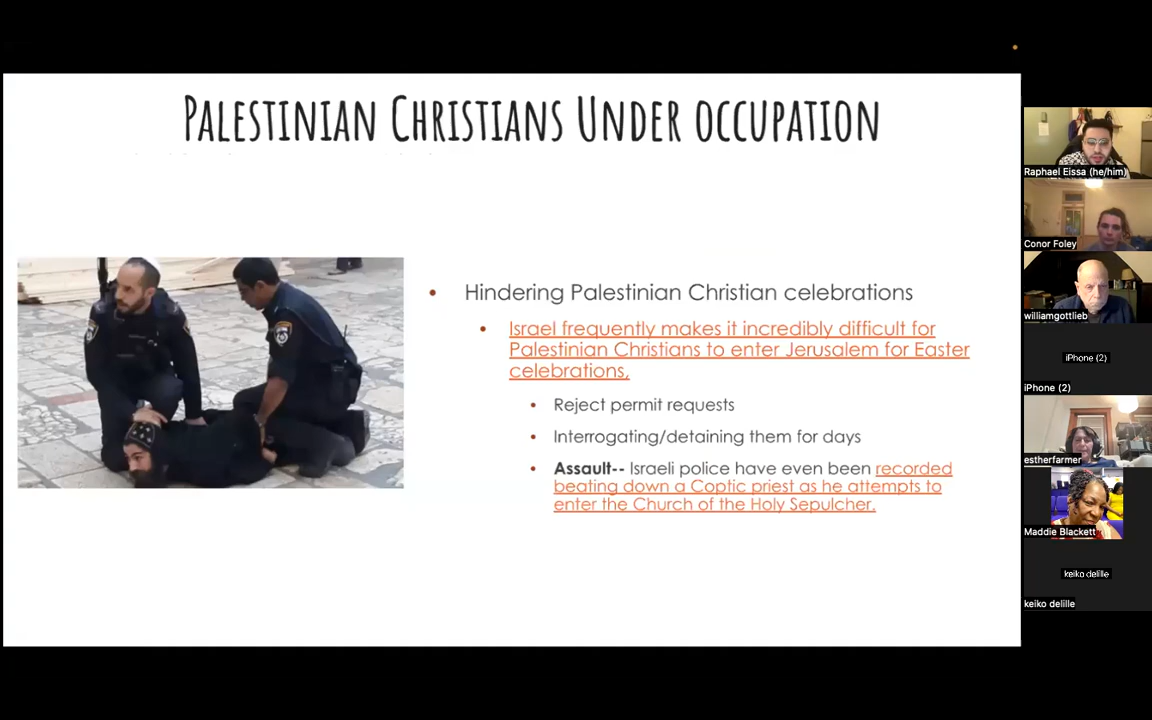 PALESTINIAN CHRISTIANS UNDER OCCUPATION
• Hindering Palestinian Christian celebrations
• Israel frequently makes it incredibly difficult for
Palestinian Christians to enter Jerusalem for Easter
celebrations,
• Reject permit requests
• Interrogating/detaining them for days
• Assault-- Israeli police have even been recorded
beating down a Coptic priest as he attempts to
enter the Church of the Holy Sepulcher.
Raphael Eissa (he/him)
Conor Foley
williamgottlieb
iPhone (2)
iPhone (2)
estherfarmer
Maddie Blackett
keiko delille
keiko delille